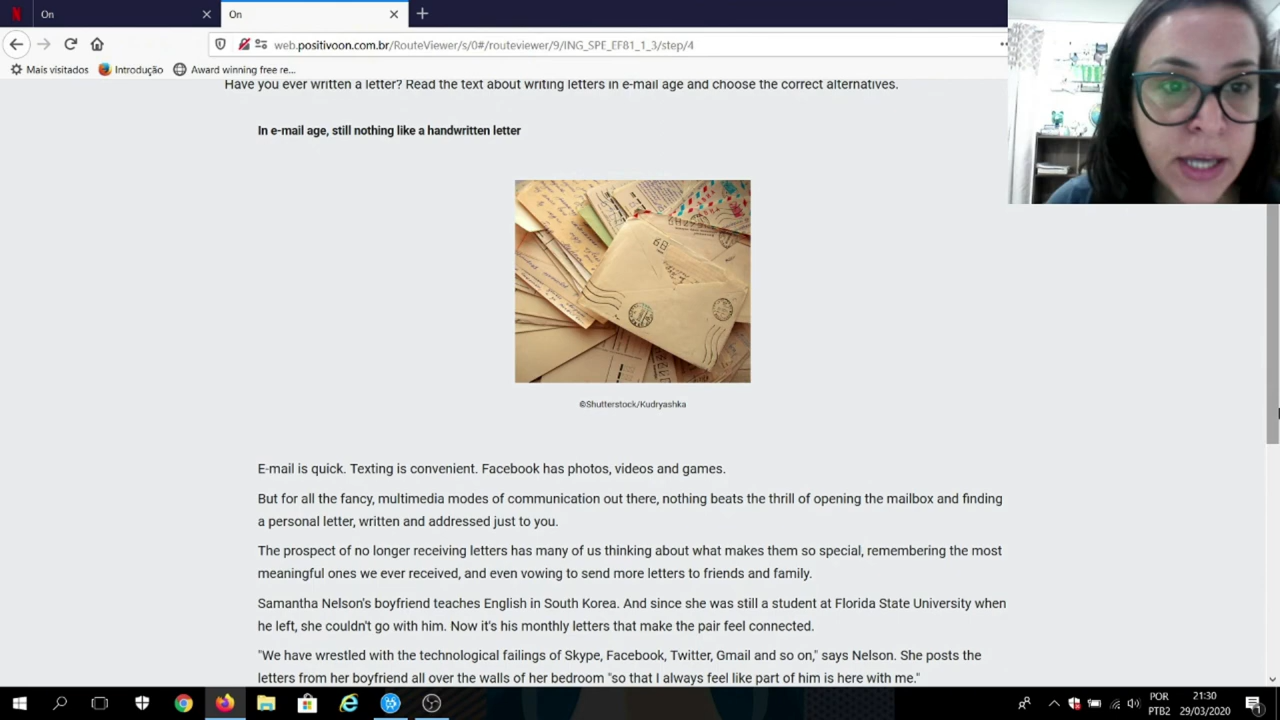 On
On
web.positivoon.com.br/RouteViewer/s/0#/routeviewer/9/ING_SPE_EF81_1_3/step/4
Mais visitados
Introdução
Award winning free re...
Have you ever written a letter? Read the text about writing letters in e-mail age and choose the correct alternatives.
In e-mail age, still nothing like a handwritten letter
©Shutterstock/Kudryashka
E-mail is quick. Texting is convenient. Facebook has photos, videos and games.
But for all the fancy, multimedia modes of communication out there, nothing beats the thrill of opening the mailbox and finding
a personal letter, written and addressed just to you.
The prospect of no longer receiving letters has many of us thinking about what makes them so special, remembering the most
meaningful ones we ever received, and even vowing to send more letters to friends and family.
Samantha Nelson's boyfriend teaches English in South Korea. And since she was still a student at Florida State University when
he left, she couldn't go with him. Now it's his monthly letters that make the pair feel connected.
"We have wrestled with the technological failings of Skype, Facebook, Twitter, Gmail and so on," says Nelson. She posts the
letters from her boyfriend all over the walls of her bedroom "so that I always feel like part of him is here with me."
POR
PTB2
21:30
29/03/2020
1